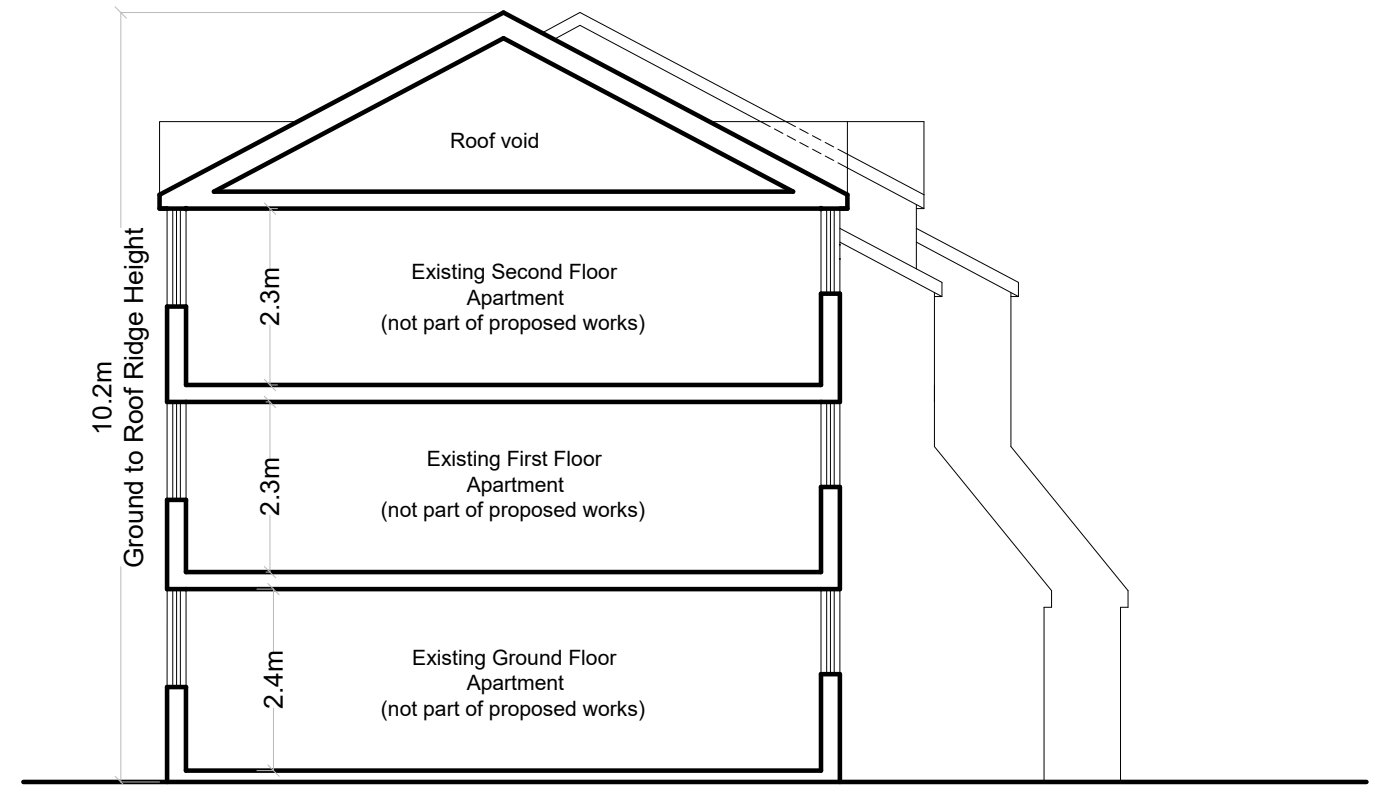 Roof void
10.2m
Ground to Roof Ridge Height
2.3m
Existing Second Floor
Apartment
(not part of proposed works)
2.3m
Existing First Floor
Apartment
(not part of proposed works)
2.4m
Existing Ground Floor
Apartment
(not part of proposed works)